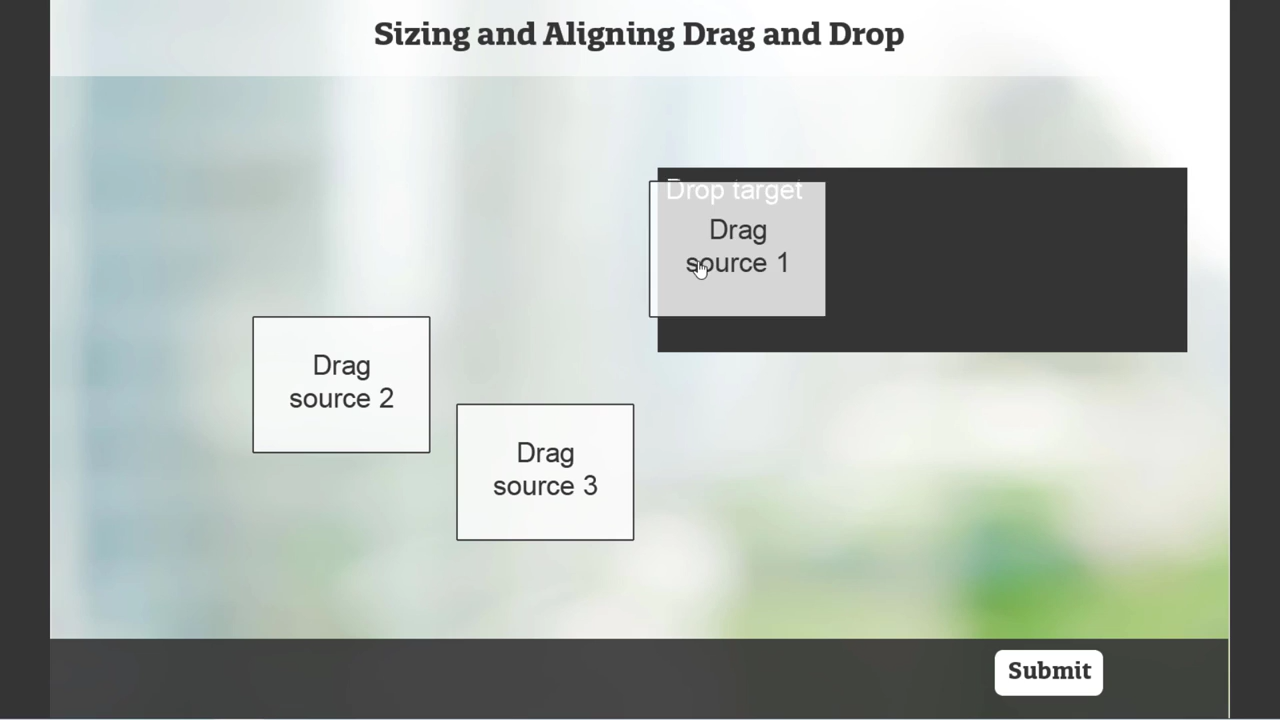 Sizing and Aligning Drag and Drop
Drop target
Drag
source 1
Drag
source 2
Drag
source 3
Submit